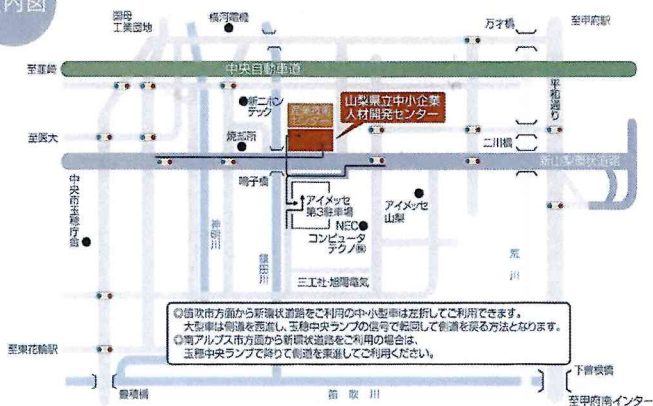 内図
国母
工業団地
横河電機
万才橋
至甲府駅
至韮崎
中央自動車道
平和通り
新ニホン
テック
産業技術
センター
山梨県立中小企業
人材開発センター
至医大
焼却所
二川橋
新山梨環状道路
鳴子橋
中央市玉穂庁舎
アイメッセ
第3駐車場
アイメッセ
山梨
NEC
コンピュータ
テクノ㈱
鎌田川
荒川
三工社・旭陽電気
◎笛吹市方面から新環状道路をご利用の中・小型車は左折してご利用できます。
大型車は側道を西進し、玉穂中央ランプの信号で転回して側道を戻る方法となります。
◎南アルプス市方面から新環状道路をご利用の場合は、
玉穂中央ランプで降りて側道を東進してご利用ください。
至東花輪駅
下曽根橋
豊積橋
笛吹川
至甲府南インター